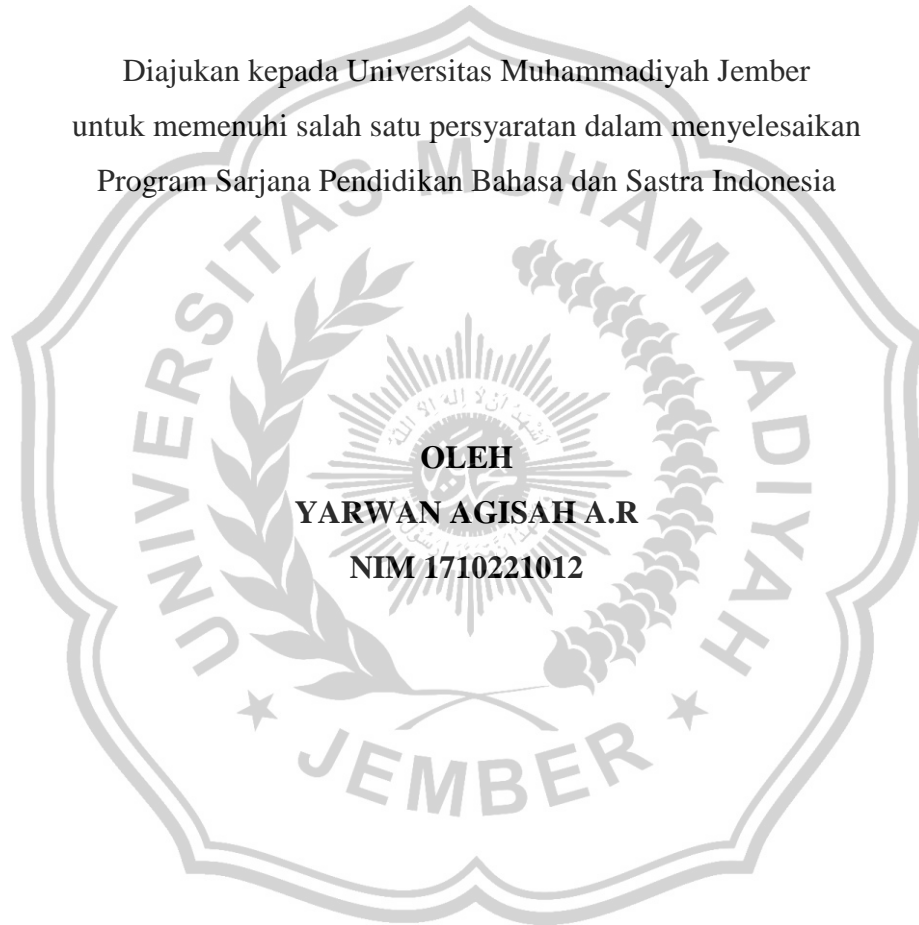 Diajukan kepada Universitas Muhammadiyah Jember
untuk memenuhi salah satu persyaratan dalam menyelesaikan
Program Sarjana Pendidikan Bahasa dan Sastra Indonesia
UNIVERSITAS MUHAMMADIYAH
OLEH
YARWAN AGISAH A.R
NIM 1710221012
JEMBER